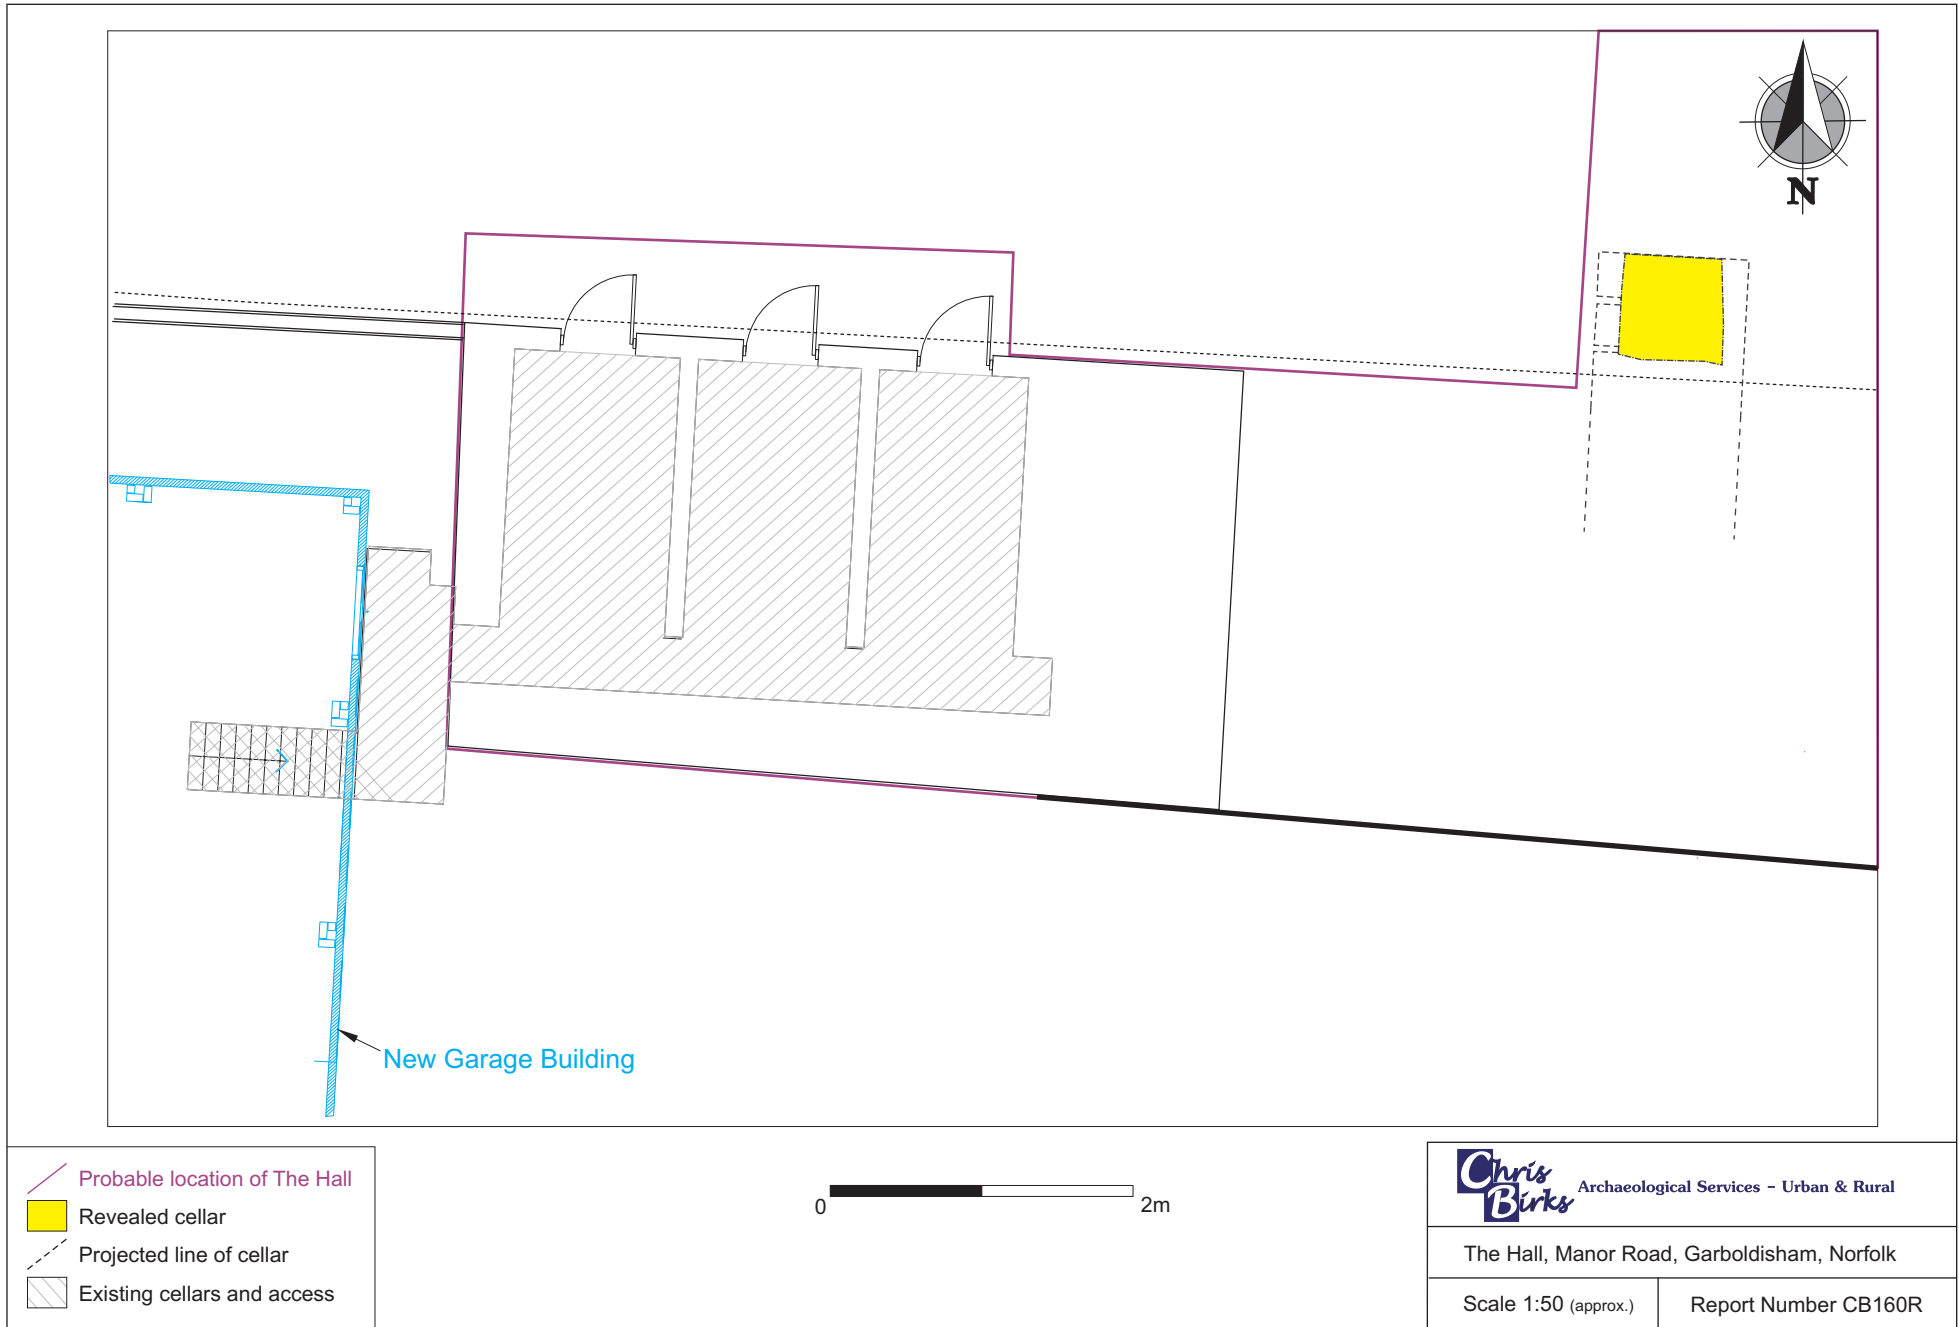 N
New Garage Building
Probable location of The Hall
Revealed cellar
Projected line of cellar
Existing cellars and access
0 2m
Chris
Birks
Archaeological Services - Urban & Rural
The Hall, Manor Road, Garboldisham, Norfolk
Scale 1:50 (approx.)
Report Number CB160R